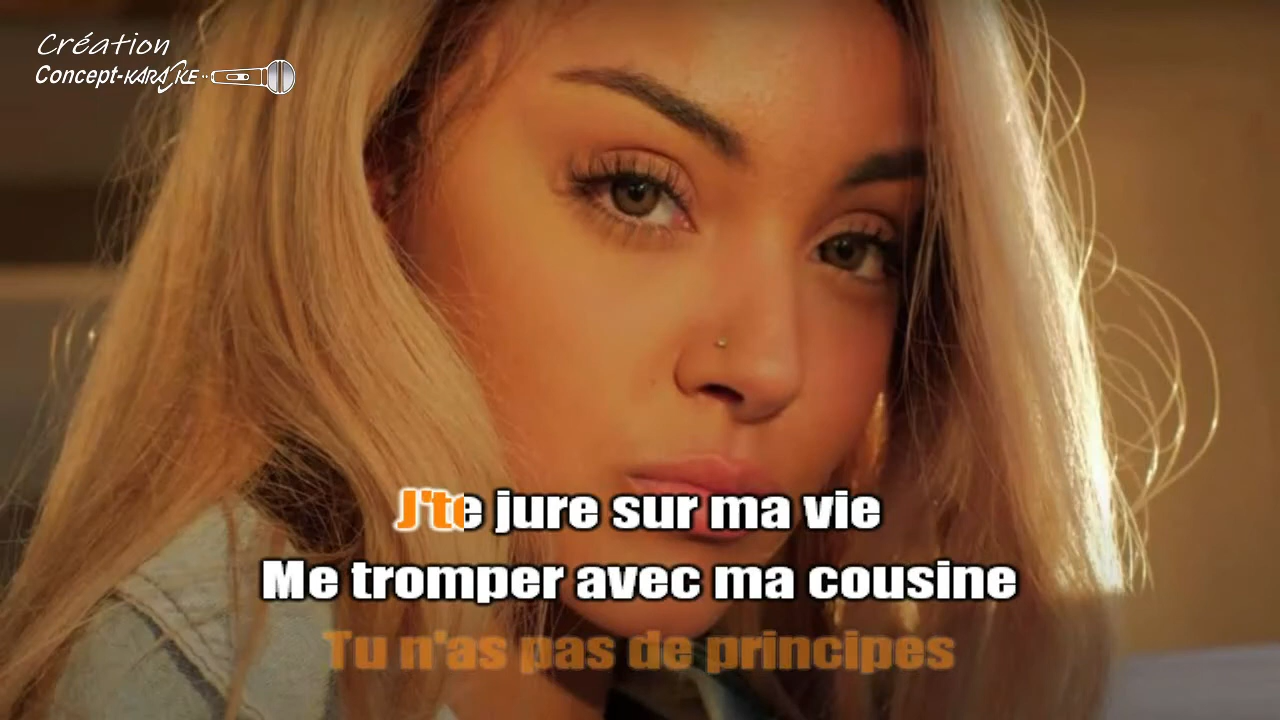 Création
Concept-KARAOKE
J'te jure sur ma vie
Me tromper avec ma cousine
Tu n'as pas de principes